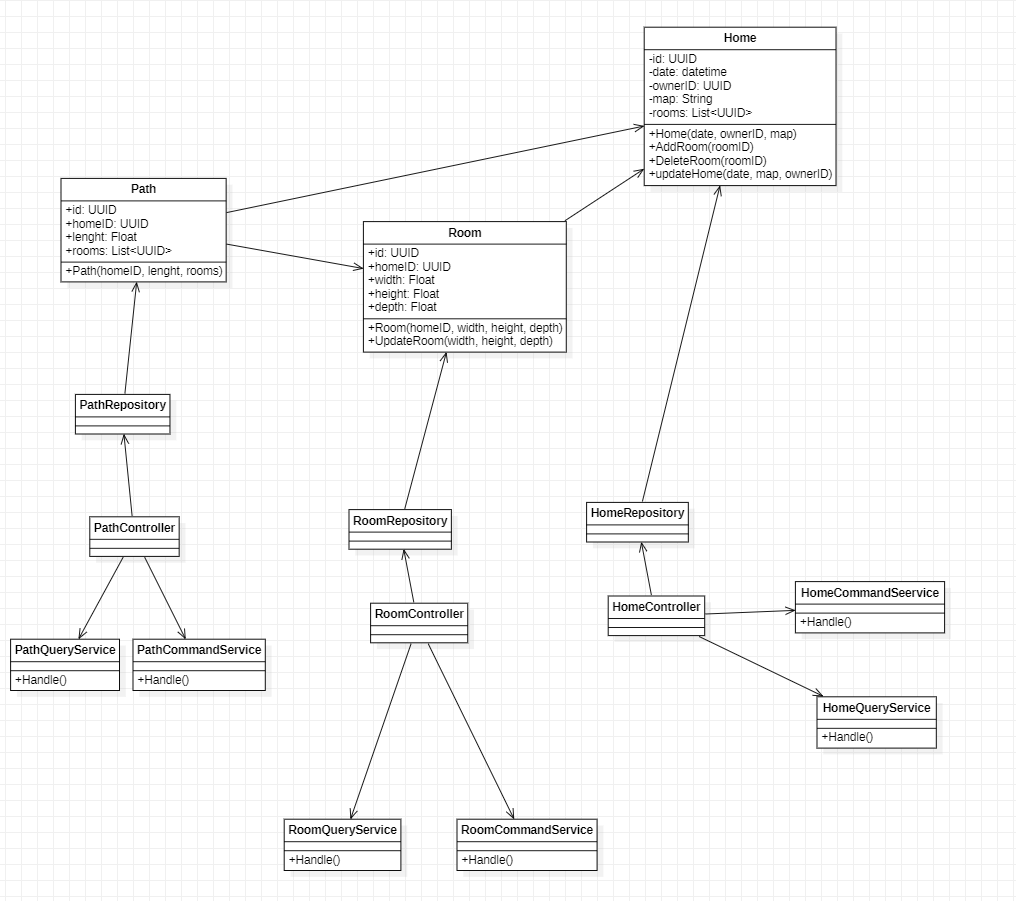 Home
-id: UUID
-date: datetime
-ownerID: UUID
-map: String
-rooms: List<UUID>
+Home(date, ownerID, map)
+AddRoom(roomID)
+DeleteRoom(roomID)
+updateHome(date, map, ownerID)
Path
+id: UUID
+homeID: UUID
+lenght: Float
+rooms: List<UUID>
+Path(homeID, lenght, rooms)
Room
+id: UUID
+homeID: UUID
+width: Float
+height: Float
+depth: Float
+Room(homeID, width, height, depth)
+UpdateRoom(width, height, depth)
PathRepository
PathController
PathQueryService
+Handle()
PathCommandService
+Handle()
RoomRepository
RoomController
RoomQueryService
+Handle()
RoomCommandService
+Handle()
HomeRepository
HomeController
HomeCommandSeervice
+Handle()
HomeQueryService
+Handle()